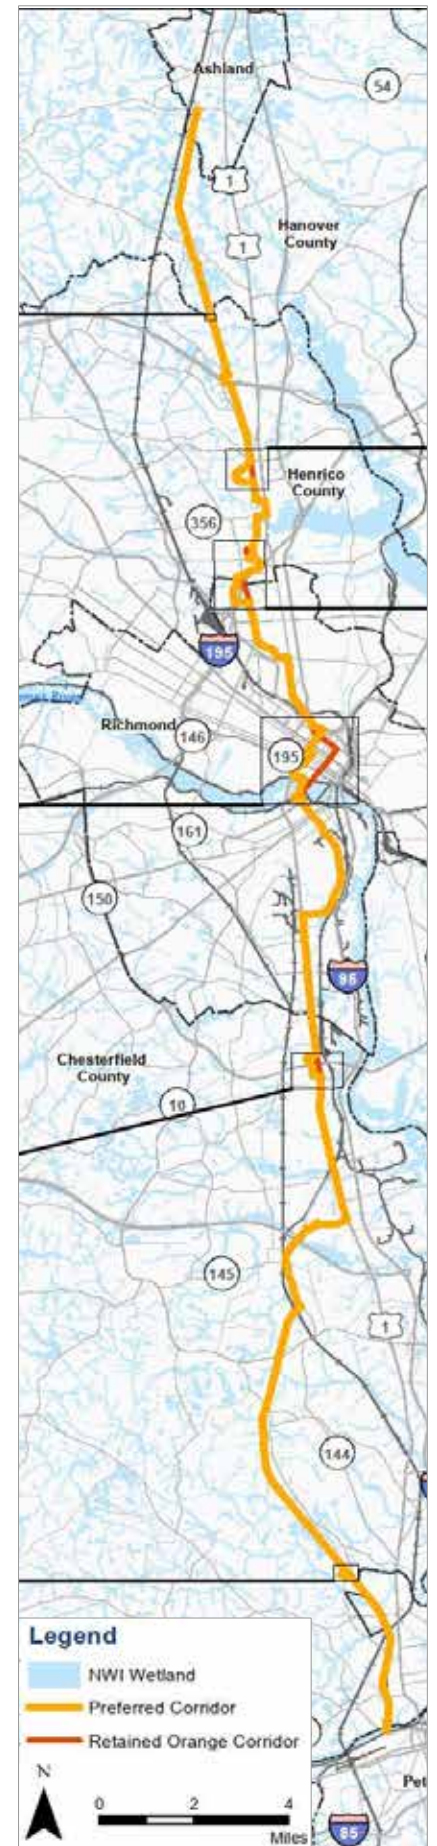 Ashland
54
1
1
Hanover
County
Henrico
County
356
195
Richmond
146
195
161
150
95
Chesterfield
County
10
145
1
144
Legend
NWI Wetland
Preferred Corridor
Retained Orange Corridor
N
0 2 4
Miles
Pet
85